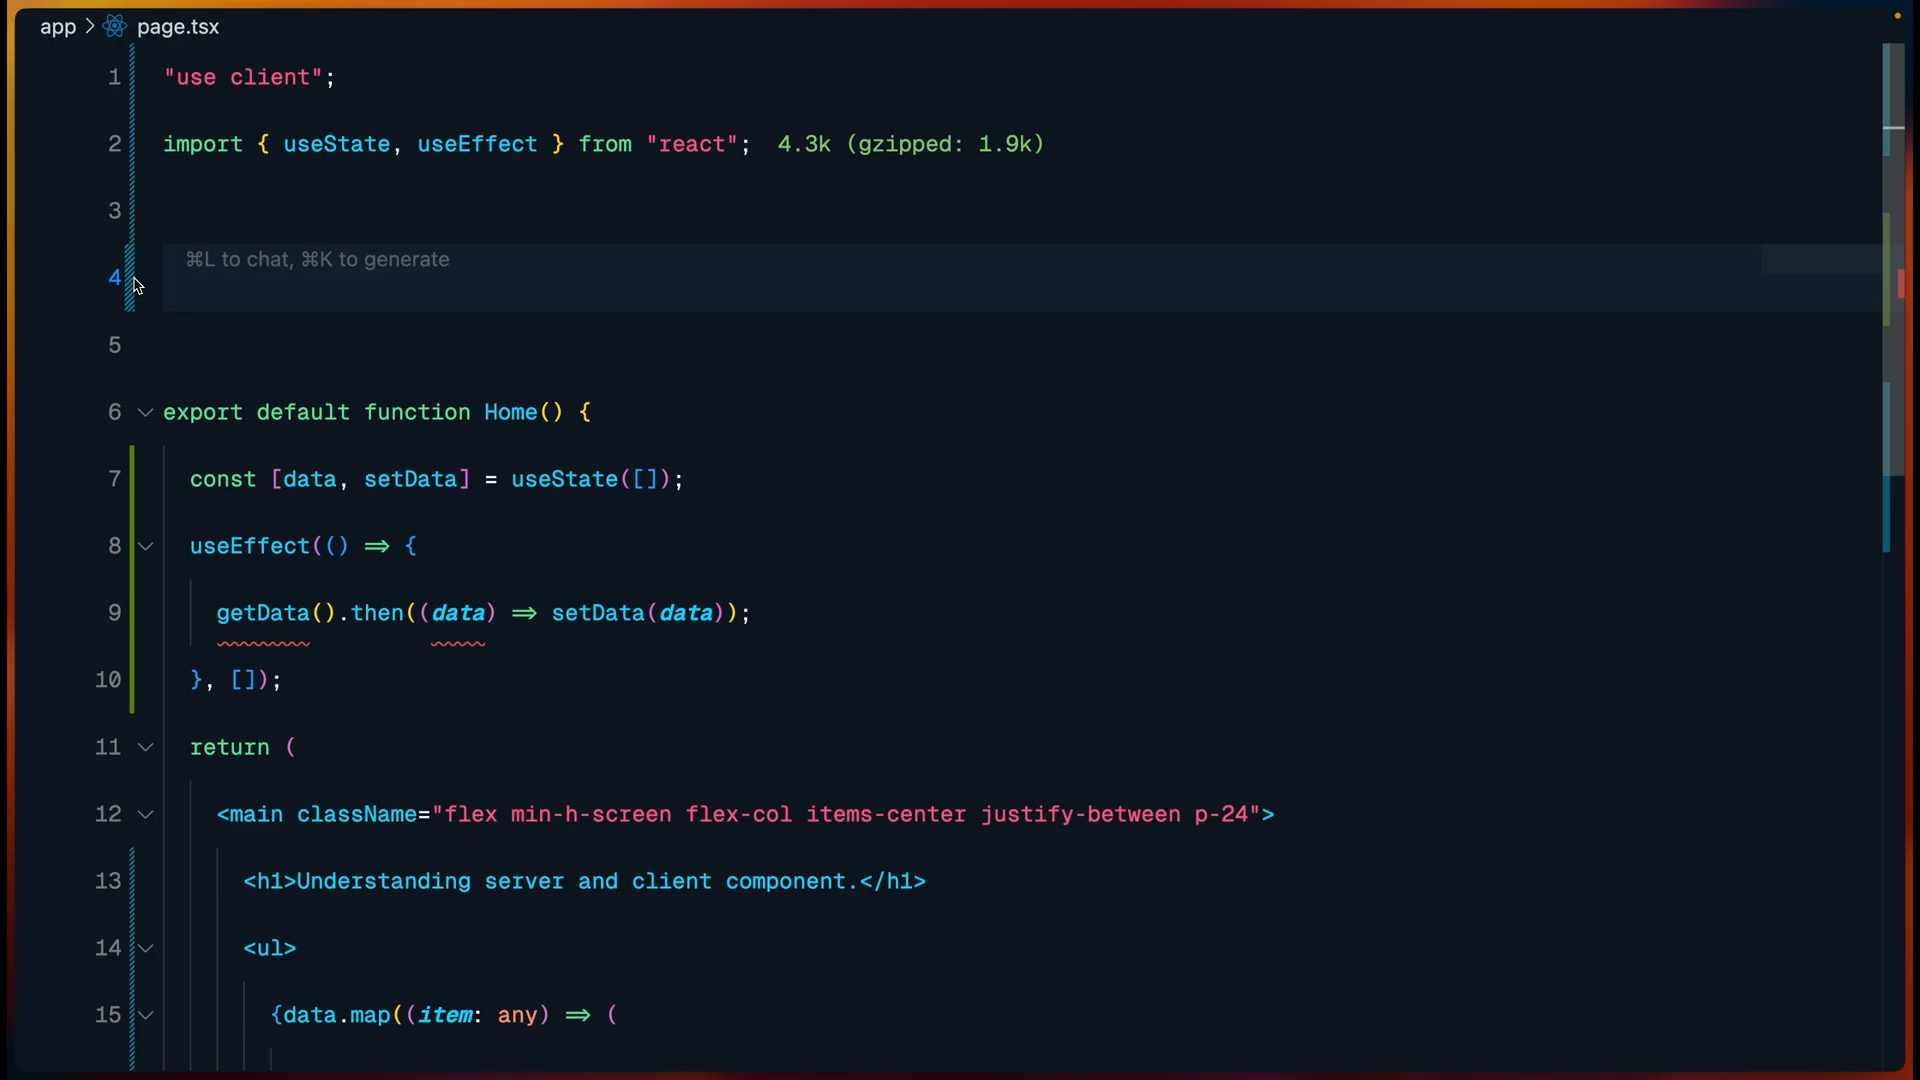 app > page.tsx
1 "use client";
2 import { useState, useEffect } from "react"; 4.3k (gzipped: 1.9k)
3
4 ⌘L to chat, ⌘K to generate
5
6 export default function Home() {
7 const [data, setData] = useState([]);
8 useEffect(() => {
9 getData().then((data) => setData(data));
10 }, []);
11 return (
12 <main className="flex min-h-screen flex-col items-center justify-between p-24">
13 <h1>Understanding server and client component.</h1>
14 <ul>
15 {data.map((item: any) => (